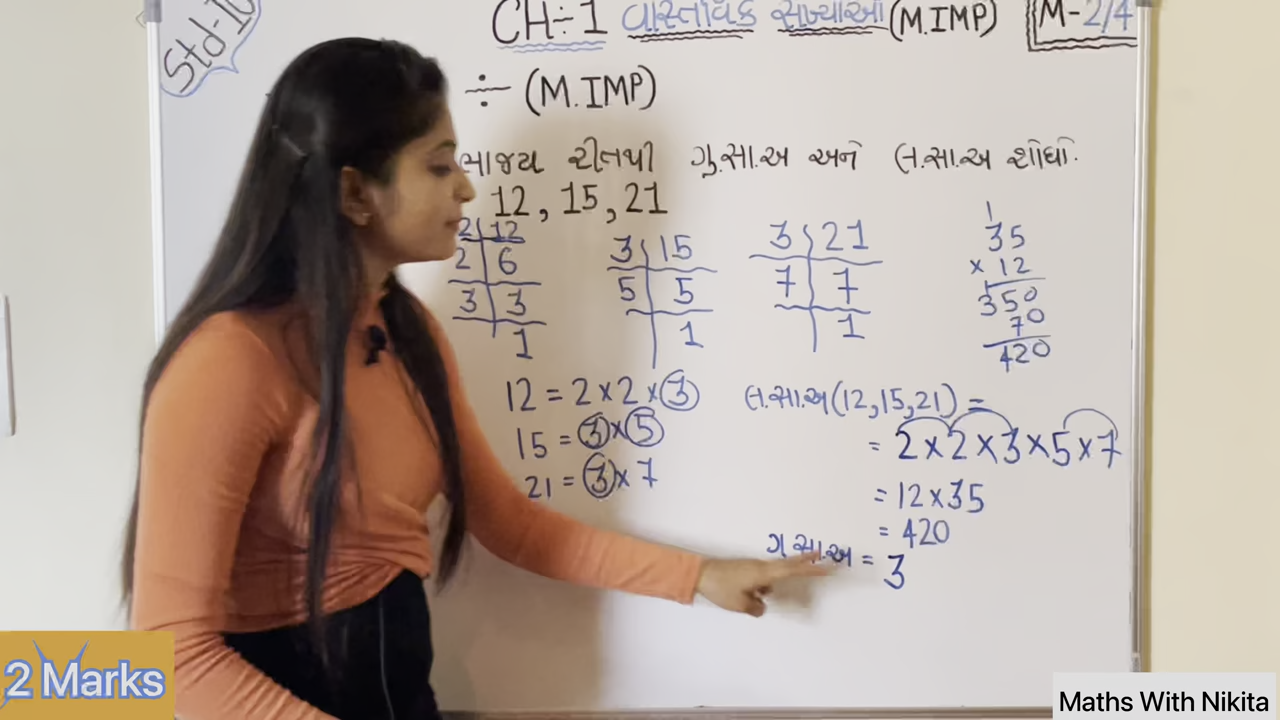 Std-10
CH÷1 વાસ્તવિક સંખ્યાઓ (M.IMP)
M-2/4
÷ (M.IMP)
ભાજ્ય રીતથી ગુ.સા.અ અને લ.સા.અ શોધો.
12, 15, 21
2 12
2 6
3 3
1
3 15
5 5
1
3 21
7 7
1
1
35
x 12
350
70
420
12 = 2 x 2 x 3
15 = 3 x 5
21 = 3 x 7
લ.સા.અ (12,15,21) =
= 2 x 2 x 3 x 5 x 7
= 12 x 35
= 420
ગુ.સા.અ = 3
2 Marks
Maths With Nikita